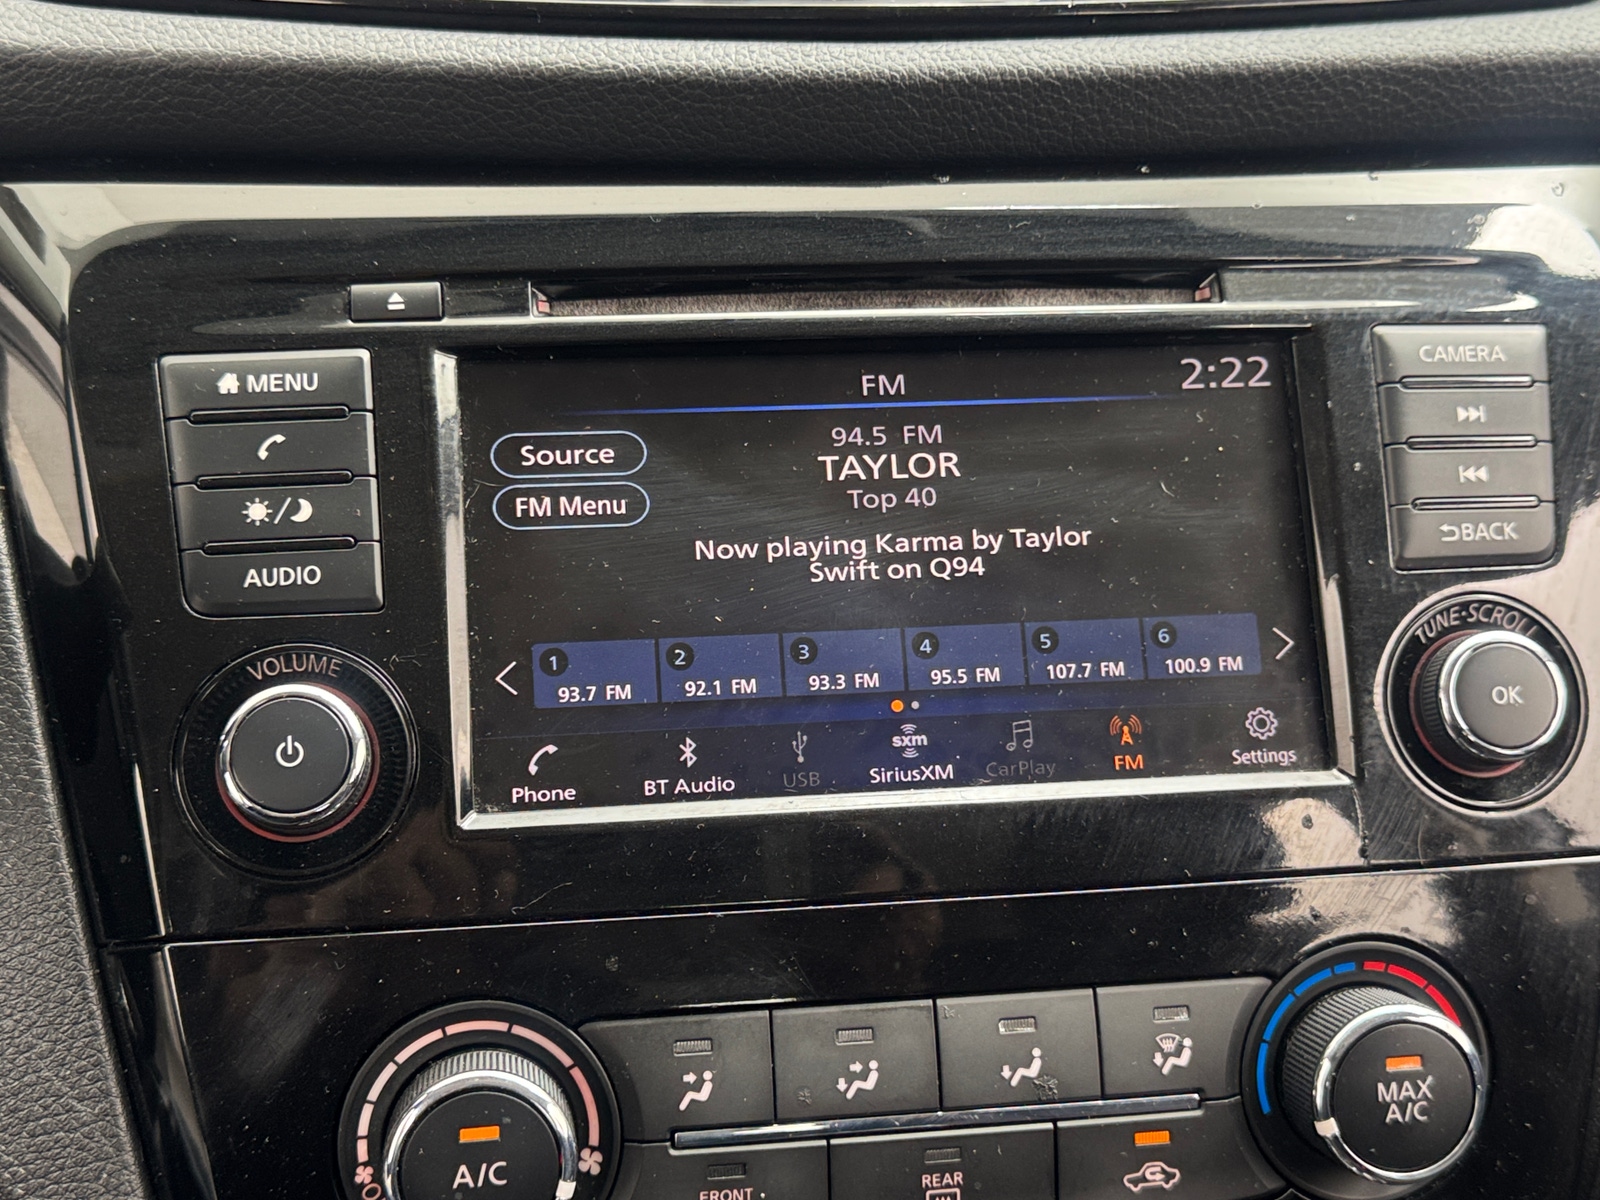 FM
2:22
94.5 FM
TAYLOR
Top 40
Source
FM Menu
Now playing Karma by Taylor
Swift on Q94
1 93.7 FM
2 92.1 FM
3 93.3 FM
4 95.5 FM
5 107.7 FM
6 100.9 FM
Phone
BT Audio
USB
sxm
SiriusXM
CarPlay
FM
Settings
MENU
AUDIO
VOLUME
CAMERA
BACK
TUNE·SCROLL
OK
A/C
MAX
A/C
FRONT
REAR